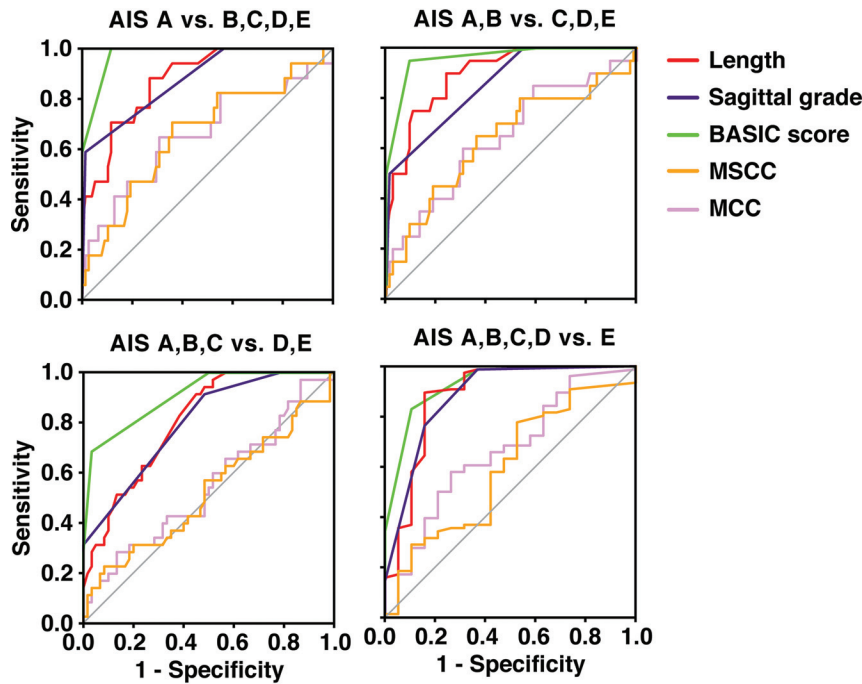 AIS A vs. B,C,D,E
AIS A,B vs. C,D,E
1.0
0.8
0.6
0.4
0.2
0.0
Sensitivity
Length
Sagittal grade
BASIC score
MSCC
MCC
AIS A,B,C vs. D,E
AIS A,B,C,D vs. E
1.0
0.8
0.6
0.4
0.2
0.0
Sensitivity
0.0 0.2 0.4 0.6 0.8 1.0
0.0 0.2 0.4 0.6 0.8 1.0
1 - Specificity
1 - Specificity